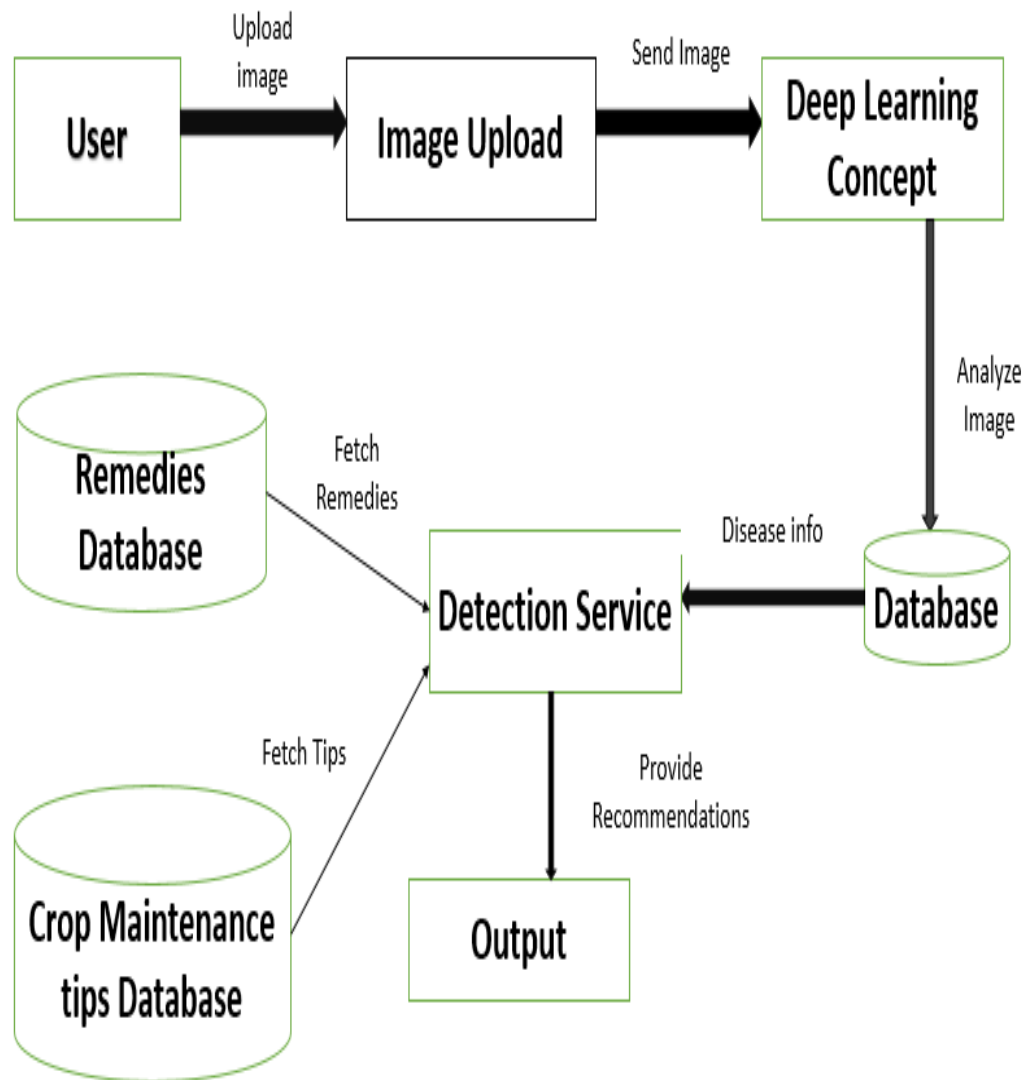 Upload
image
Send Image
User
Image Upload
Deep Learning
Concept
Analyze
Image
Remedies
Database
Fetch
Remedies
Disease info
Detection Service
Database
Fetch Tips
Provide
Recommendations
Crop Maintenance
tips Database
Output